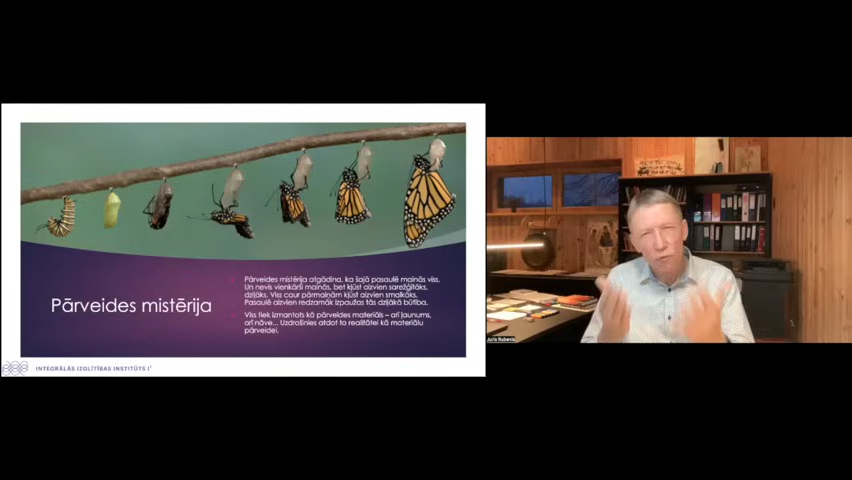 Pārveides mistērija
Pārveides mistērija atgādina, ka šajā pasaulē mainās viss.
Un nevis vienkārši mainās, bet kļūst aizvien sarežģītāks,
dziļāks. Viss caur pārmaiņām kļūst aizvien smalkāks.
Pasaulē aizvien redzamāk izpaužas tās dziļākā būtība.
Viss tiek izmantots kā pārveides materiāls – arī ļaunums,
arī nāve... Uzdrošinies atdot to realitātei kā materiālu
pārveidei.
INTEGRĀLĀS IZGLĪTĪBAS INSTITŪTS
Juris Rubenis